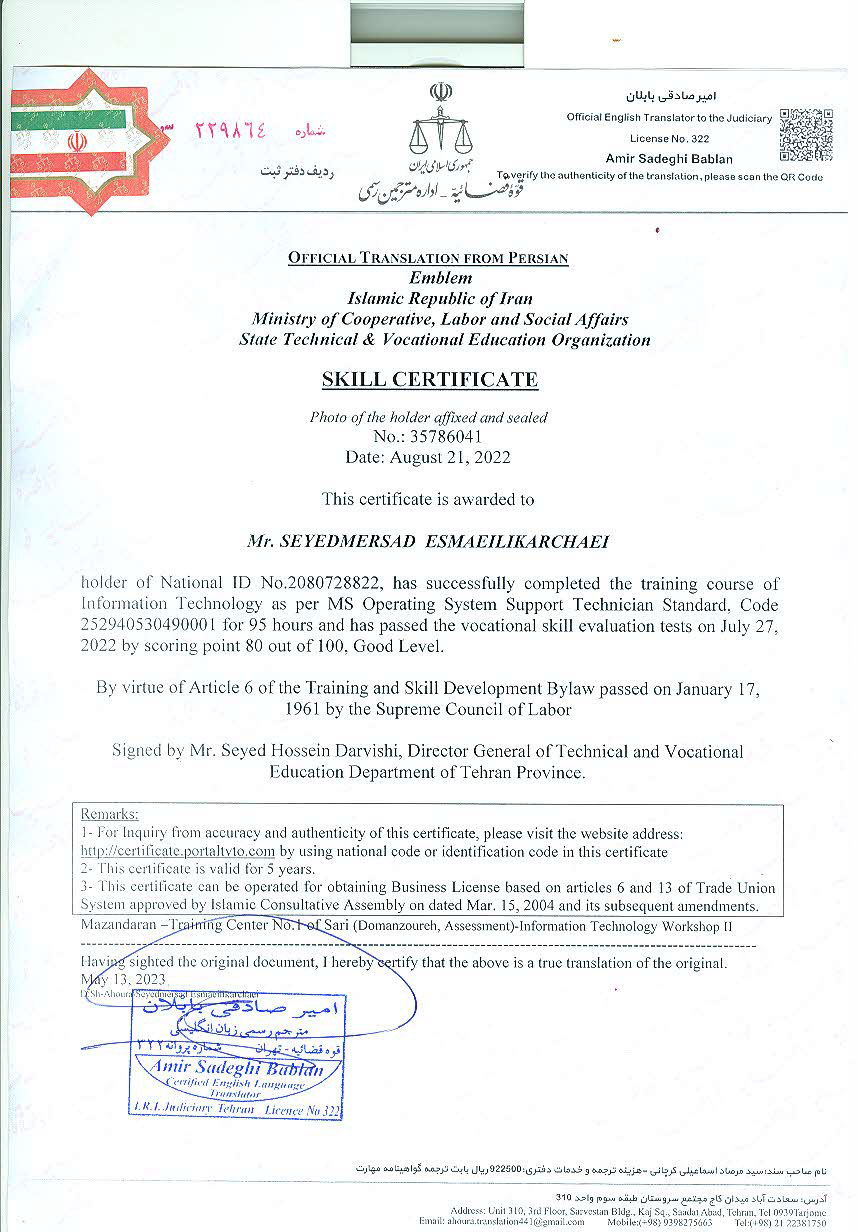 امیر صادقی بابلان
Official English Translator to the Judiciary
License No. 322
Amir Sadeghi Bablan
To verify the authenticity of the translation, please scan the QR Code
شماره ۲۲۹۸٦٤
ردیف دفتر ثبت
جمهوری اسلامی ایران
قوه قضائیه - اداره مترجمین رسمی
OFFICIAL TRANSLATION FROM PERSIAN
Emblem
Islamic Republic of Iran
Ministry of Cooperative, Labor and Social Affairs
State Technical & Vocational Education Organization
SKILL CERTIFICATE
Photo of the holder affixed and sealed
No.: 35786041
Date: August 21, 2022
This certificate is awarded to
Mr. SEYEDMERSAD ESMAEILIKARCHAEI
holder of National ID No.2080728822, has successfully completed the training course of
Information Technology as per MS Operating System Support Technician Standard, Code
252940530490001 for 95 hours and has passed the vocational skill evaluation tests on July 27,
2022 by scoring point 80 out of 100, Good Level.
By virtue of Article 6 of the Training and Skill Development Bylaw passed on January 17,
1961 by the Supreme Council of Labor
Signed by Mr. Seyed Hossein Darvishi, Director General of Technical and Vocational
Education Department of Tehran Province.
Remarks:
1- For Inquiry from accuracy and authenticity of this certificate, please visit the website address:
http://certificate.portaltvto.com by using national code or identification code in this certificate
2- This certificate is valid for 5 years.
3- This certificate can be operated for obtaining Business License based on articles 6 and 13 of Trade Union
System approved by Islamic Consultative Assembly on dated Mar. 15, 2004 and its subsequent amendments.
Mazandaran –Training Center No.1 of Sari (Domanzoureh, Assessment)-Information Technology Workshop II
Having sighted the original document, I hereby certify that the above is a true translation of the original.
May 13, 2023
D.Sh-Ahoura-Seyedmersad Esmaeilikarchaei
امیر صادقی بابلان
مترجم رسمی زبان انگلیسی
قوه قضائیه - تهران شماره پروانه ۳۲۲
Amir Sadeghi Bablan
Certified English Language
Translator
I.R.I. Judiciary Tehran Licence No 322
نام صاحب سند:سید مرصاد اسماعیلی کرچائی -هزینه ترجمه و خدمات دفتری:922500ریال بابت ترجمه گواهینامه مهارت
آدرس: سعادت آباد میدان کاج مجتمع سروستان طبقه سوم واحد 310
Address: Unit 310, 3rd Floor, Sarvestan Bldg., Kaj Sq., Saadat Abad, Tehran, Tel 0939Tarjome
Email: ahoura.translation441@gmail.com Mobile:(+98) 9398275663 Tel:(+98) 21 22381731